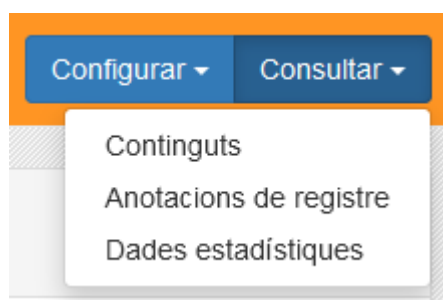 Configurar Consultar
Continguts
Anotacions de registre
Dades estadístiques